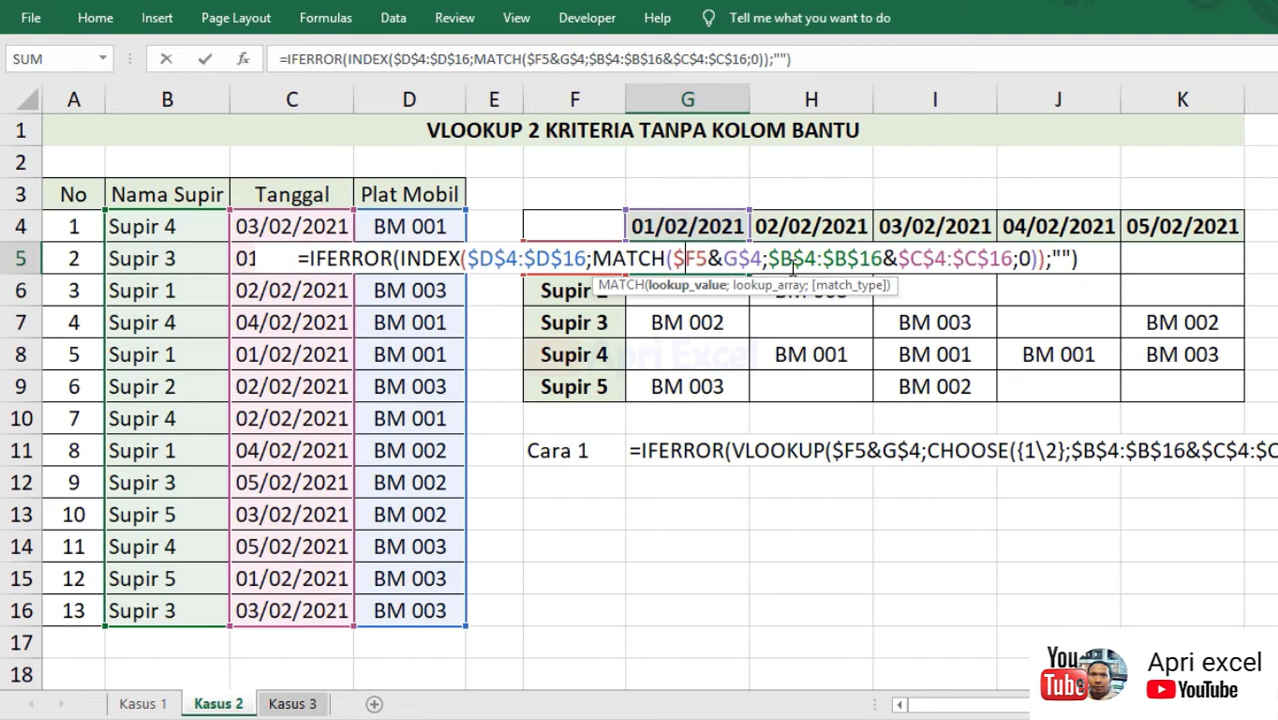 File Home Insert Page Layout Formulas Data Review View Developer Help Tell me what you want to do
SUM fx =IFERROR(INDEX($D$4:$D$16;MATCH($F5&G$4;$B$4:$B$16&$C$4:$C$16;0));"")
A B C D E F G H I J K
1 VLOOKUP 2 KRITERIA TANPA KOLOM BANTU
2
3 No Nama Supir Tanggal Plat Mobil
4 1 Supir 4 03/02/2021 BM 001 01/02/2021 02/02/2021 03/02/2021 04/02/2021 05/02/2021
5 2 Supir 3 01 =IFERROR(INDEX($D$4:$D$16;MATCH($F5&G$4;$B$4:$B$16&$C$4:$C$16;0));"")
MATCH(lookup_value; lookup_array; [match_type])
6 3 Supir 1 02/02/2021 BM 003 Supir
7 4 Supir 4 04/02/2021 BM 001 Supir 3 BM 002 BM 003 BM 002
8 5 Supir 1 01/02/2021 BM 001 Supir 4 BM 001 BM 001 BM 001 BM 003
Apri Excel
9 6 Supir 2 02/02/2021 BM 003 Supir 5 BM 003 BM 002
10 7 Supir 4 02/02/2021 BM 001
11 8 Supir 1 04/02/2021 BM 002 Cara 1 =IFERROR(VLOOKUP($F5&G$4;CHOOSE({1\2};$B$4:$B$16&$C$4:$C
12 9 Supir 3 05/02/2021 BM 002
13 10 Supir 5 03/02/2021 BM 002
14 11 Supir 4 05/02/2021 BM 003
15 12 Supir 5 01/02/2021 BM 003
16 13 Supir 3 03/02/2021 BM 003
17
18
You Tube Apri excel
YouTube
Kasus 1 Kasus 2 Kasus 3